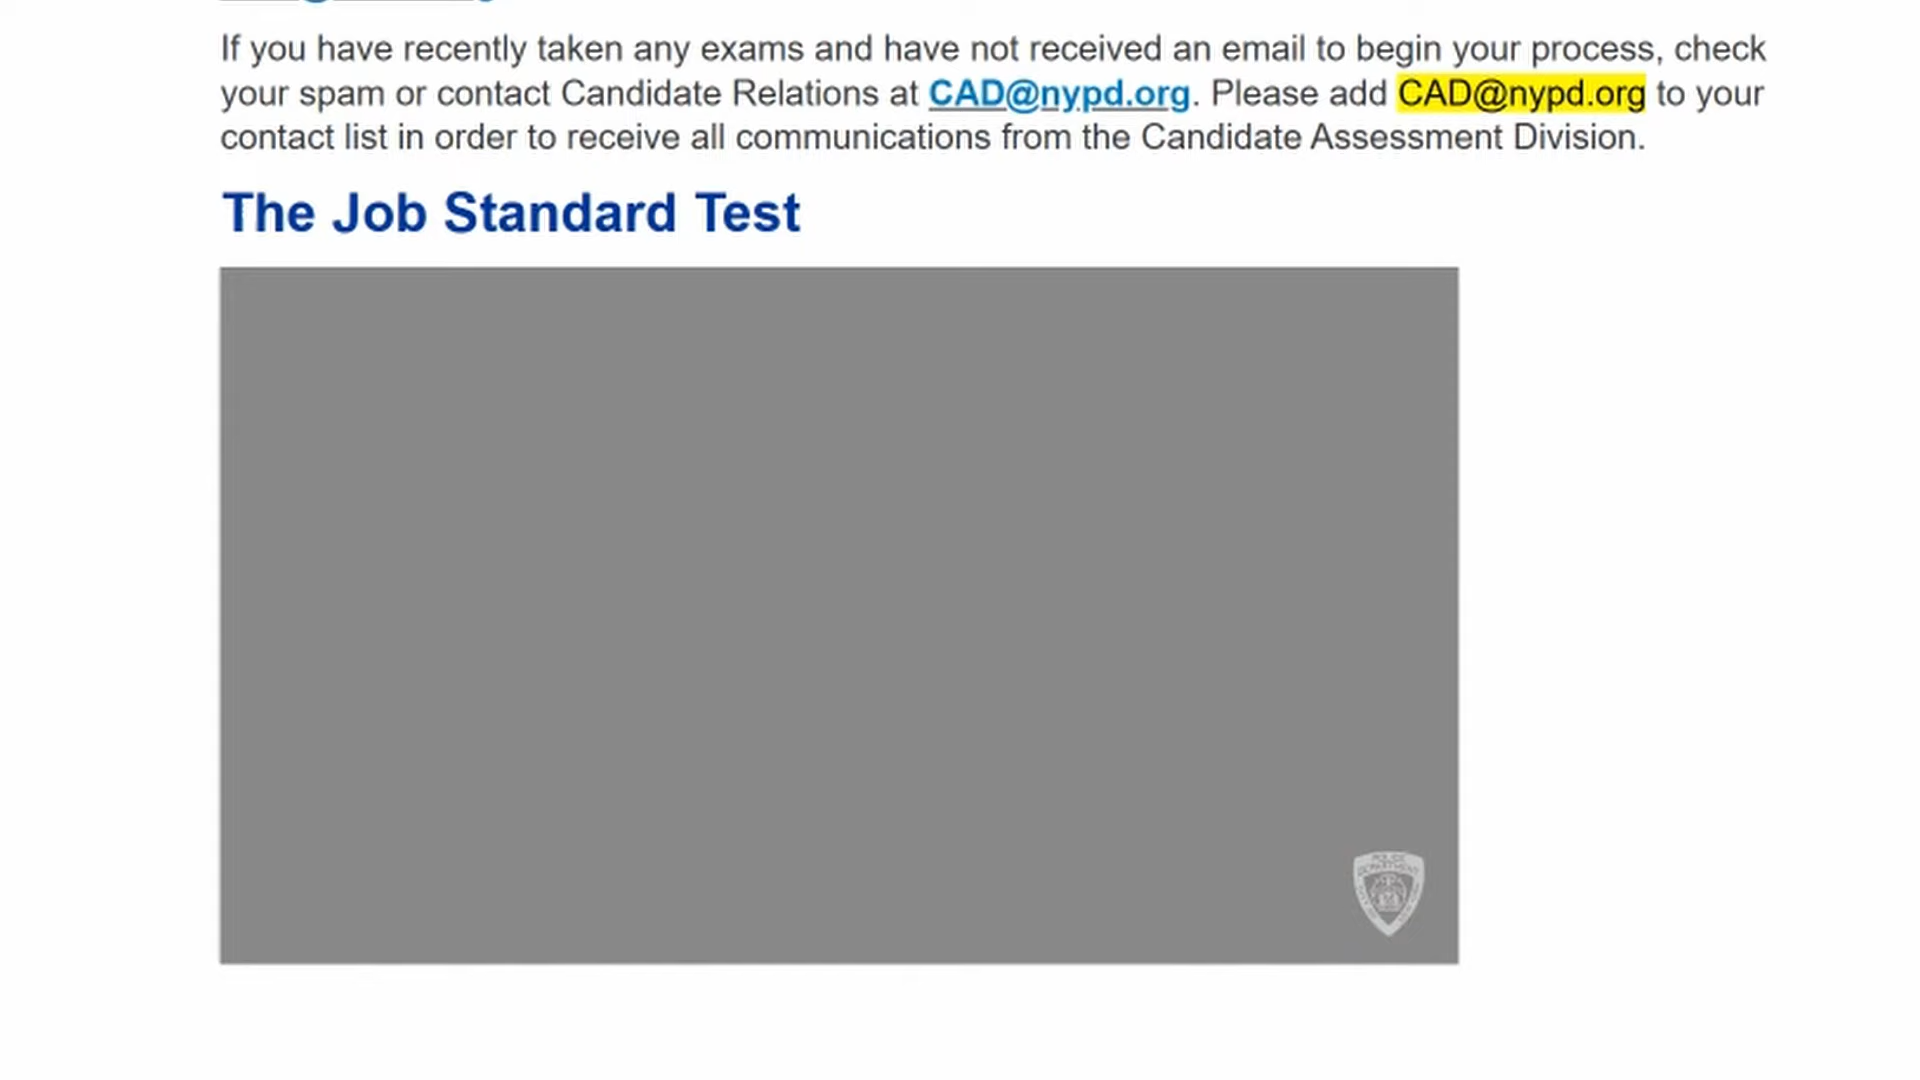 If you have recently taken any exams and have not received an email to begin your process, check
your spam or contact Candidate Relations at CAD@nypd.org. Please add CAD@nypd.org to your
contact list in order to receive all communications from the Candidate Assessment Division.
The Job Standard Test
POLICE
DEPARTMENT